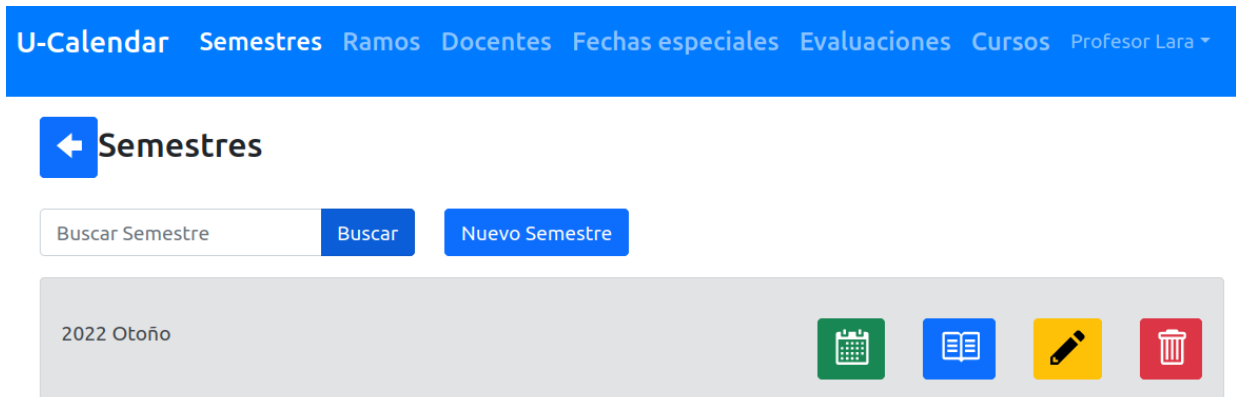 U-Calendar Semestres Ramos Docentes Fechas especiales Evaluaciones Cursos Profesor Lara
Semestres
Buscar Semestre Buscar Nuevo Semestre
2022 Otoño